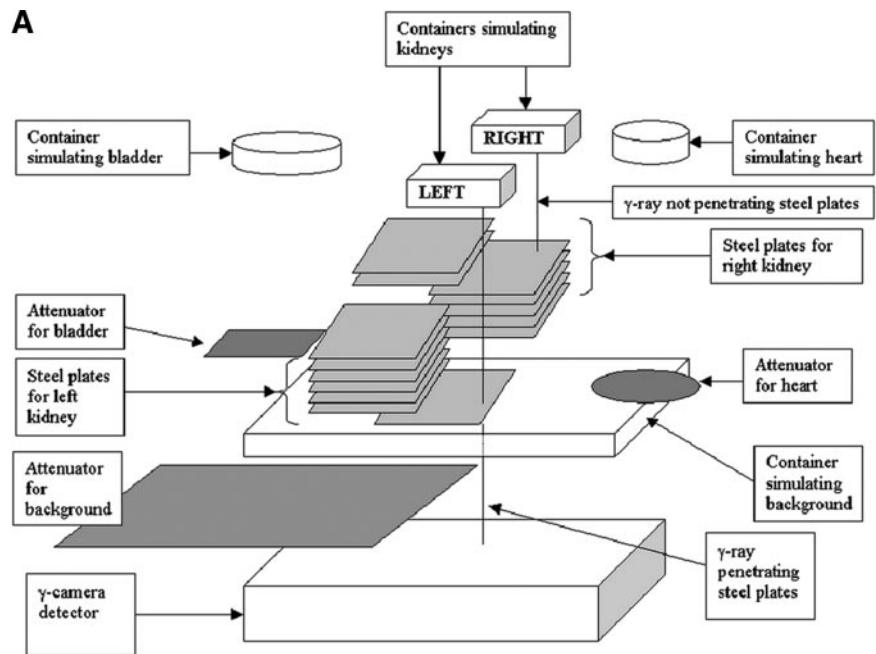 A
Containers simulating
kidneys
RIGHT
Container
simulating bladder
Container
simulating heart
LEFT
γ-ray not penetrating steel plates
Steel plates for
right kidney
Attenuator
for bladder
Steel plates
for left
kidney
Attenuator
for heart
Attenuator
for
background
Container
simulating
background
γ-ray
penetrating
steel plates
γ-camera
detector